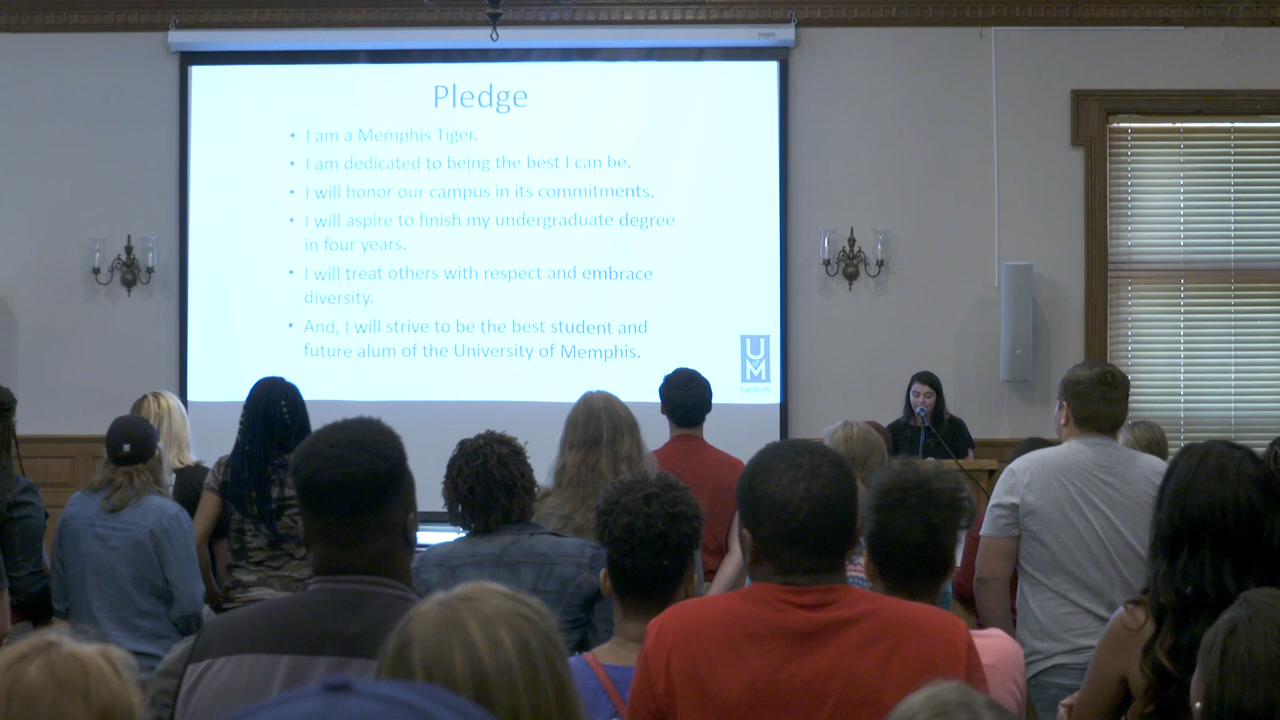 Pledge
• I am a Memphis Tiger.
• I am dedicated to being the best I can be.
• I will honor our campus in its commitments.
• I will aspire to finish my undergraduate degree
in four years.
• I will treat others with respect and embrace
diversity.
• And, I will strive to be the best student and
future alum of the University of Memphis.
U
M
Lambuth